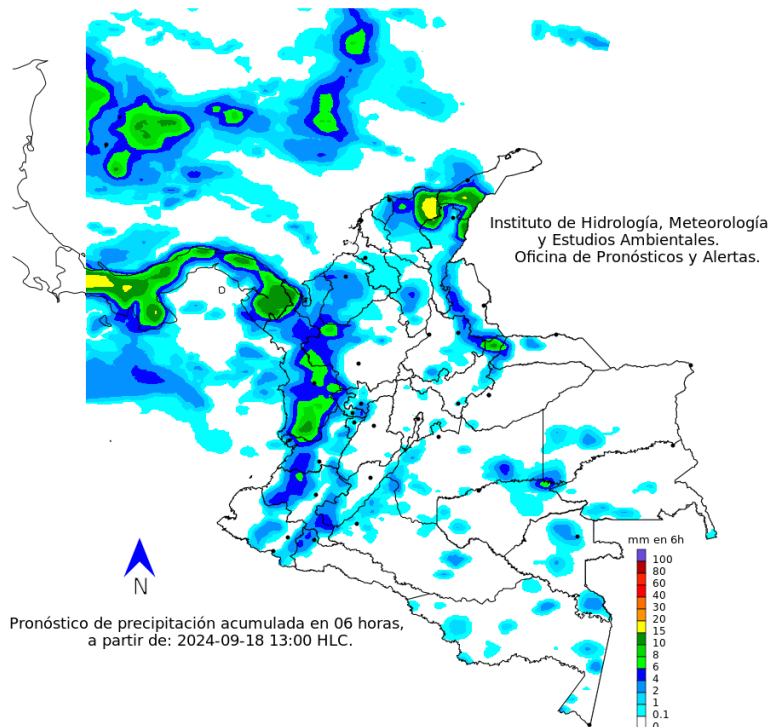 Instituto de Hidrología, Meteorología
y Estudios Ambientales.
Oficina de Pronósticos y Alertas.
N
Pronóstico de precipitación acumulada en 06 horas,
a partir de: 2024-09-18 13:00 HLC.
mm en 6h
100
80
60
40
30
20
15
10
8
6
4
2
1
0.1
0